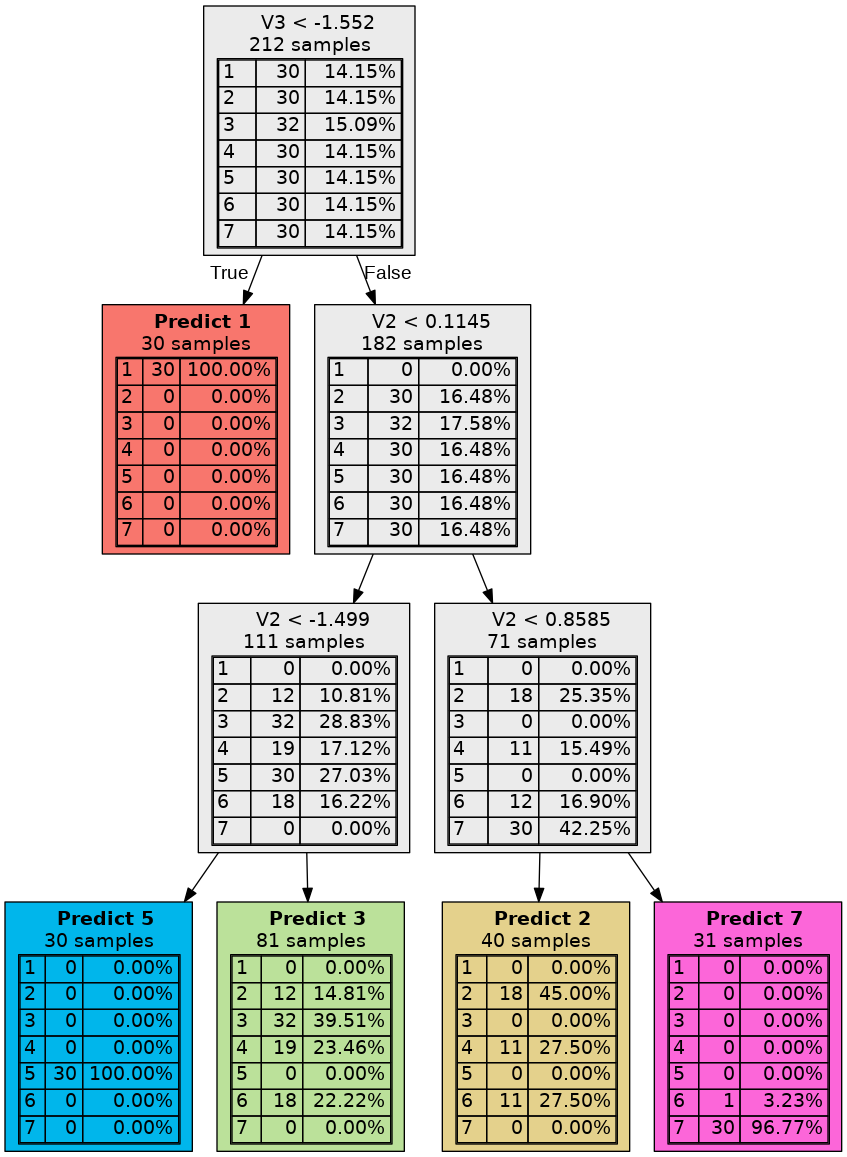 V3 < -1.552
212 samples
1 30 14.15%
2 30 14.15%
3 32 15.09%
4 30 14.15%
5 30 14.15%
6 30 14.15%
7 30 14.15%
True
False
Predict 1
30 samples
1 30 100.00%
2 0 0.00%
3 0 0.00%
4 0 0.00%
5 0 0.00%
6 0 0.00%
7 0 0.00%
V2 < 0.1145
182 samples
1 0 0.00%
2 30 16.48%
3 32 17.58%
4 30 16.48%
5 30 16.48%
6 30 16.48%
7 30 16.48%
V2 < -1.499
111 samples
1 0 0.00%
2 12 10.81%
3 32 28.83%
4 19 17.12%
5 30 27.03%
6 18 16.22%
7 0 0.00%
V2 < 0.8585
71 samples
1 0 0.00%
2 18 25.35%
3 0 0.00%
4 11 15.49%
5 0 0.00%
6 12 16.90%
7 30 42.25%
Predict 5
30 samples
1 0 0.00%
2 0 0.00%
3 0 0.00%
4 0 0.00%
5 30 100.00%
6 0 0.00%
7 0 0.00%
Predict 3
81 samples
1 0 0.00%
2 12 14.81%
3 32 39.51%
4 19 23.46%
5 0 0.00%
6 18 22.22%
7 0 0.00%
Predict 2
40 samples
1 0 0.00%
2 18 45.00%
3 0 0.00%
4 11 27.50%
5 0 0.00%
6 11 27.50%
7 0 0.00%
Predict 7
31 samples
1 0 0.00%
2 0 0.00%
3 0 0.00%
4 0 0.00%
5 0 0.00%
6 1 3.23%
7 30 96.77%